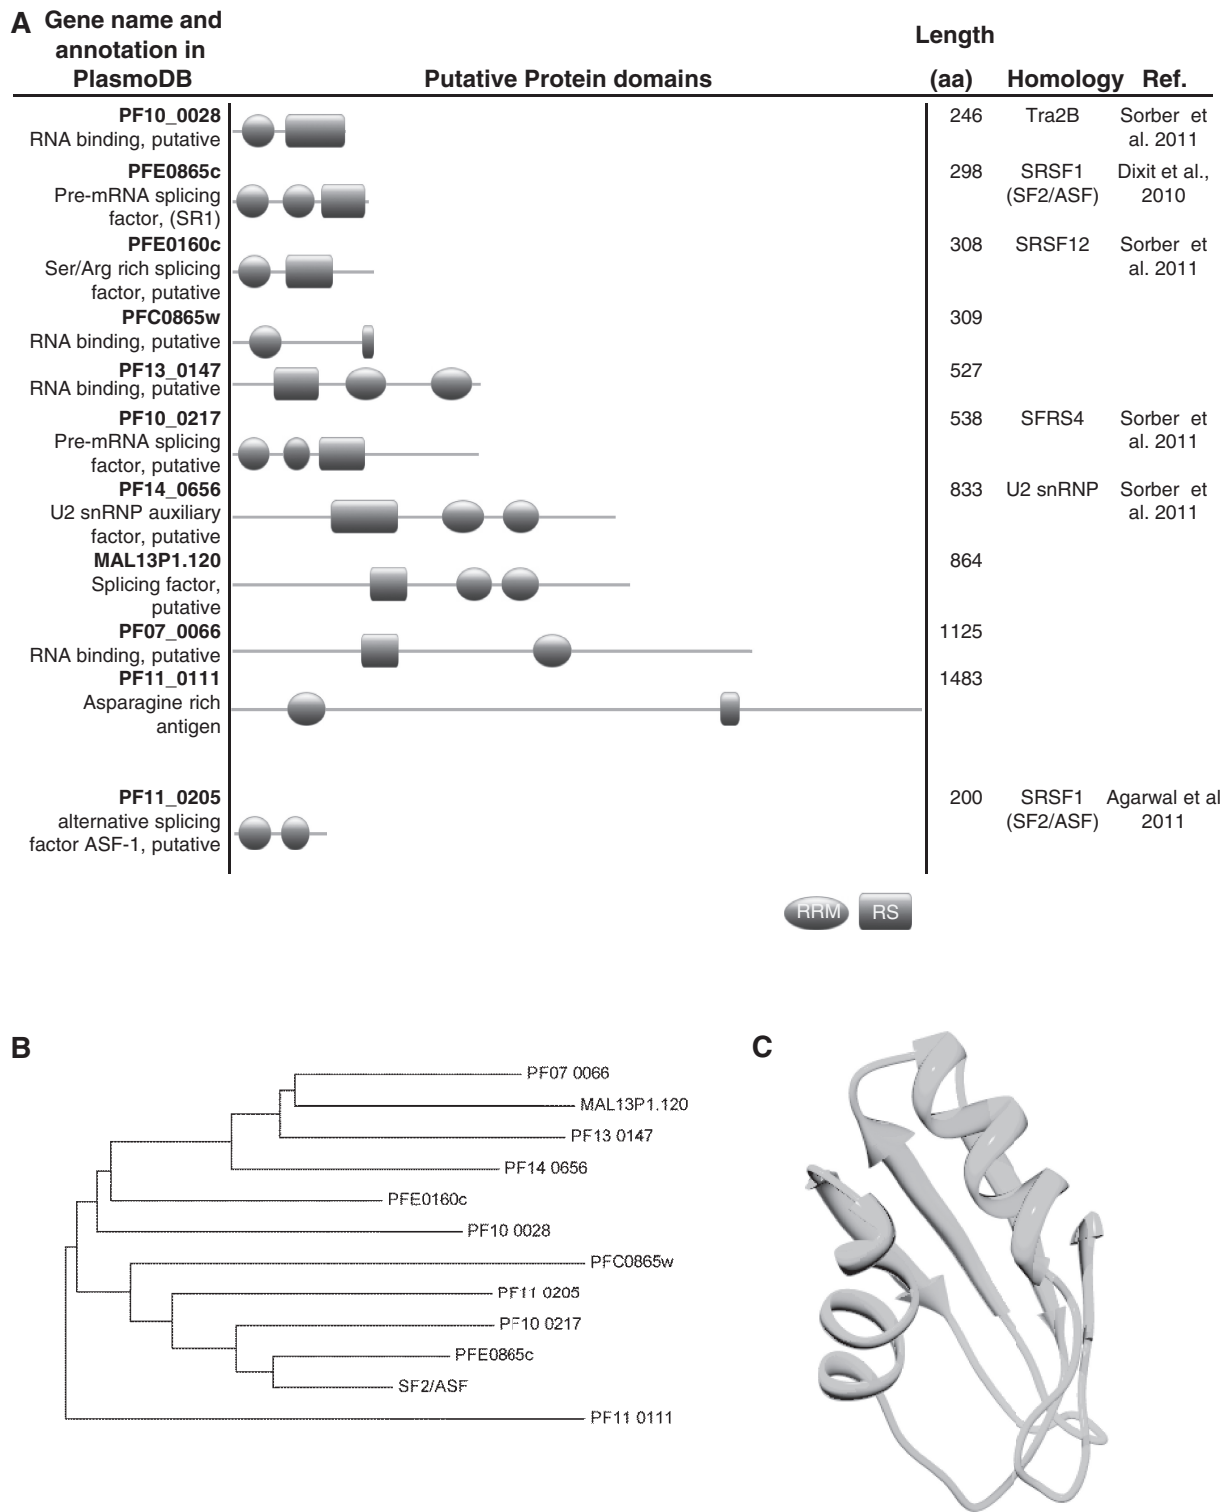 A Gene name and
annotation in
PlasmoDB
Putative Protein domains
Length
(aa)
Homology
Ref.
PF10_0028
RNA binding, putative
246
Tra2B
Sorber et
al. 2011
PFE0865c
Pre-mRNA splicing
factor, (SR1)
298
SRSF1
(SF2/ASF)
Dixit et al.,
2010
PFE0160c
Ser/Arg rich splicing
factor, putative
308
SRSF12
Sorber et
al. 2011
PFC0865w
RNA binding, putative
309
PF13_0147
RNA binding, putative
527
PF10_0217
Pre-mRNA splicing
factor, putative
538
SFRS4
Sorber et
al. 2011
PF14_0656
U2 snRNP auxiliary
factor, putative
833
U2 snRNP
Sorber et
al. 2011
MAL13P1.120
Splicing factor,
putative
864
PF07_0066
RNA binding, putative
1125
PF11_0111
Asparagine rich
antigen
1483
PF11_0205
alternative splicing
factor ASF-1, putative
200
SRSF1
(SF2/ASF)
Agarwal et al
2011
RRM
RS
B
PF07 0066
MAL13P1.120
PF13 0147
PF14 0656
PFE0160c
PF10 0028
PFC0865w
PF11 0205
PF10 0217
PFE0865c
SF2/ASF
PF11 0111
C